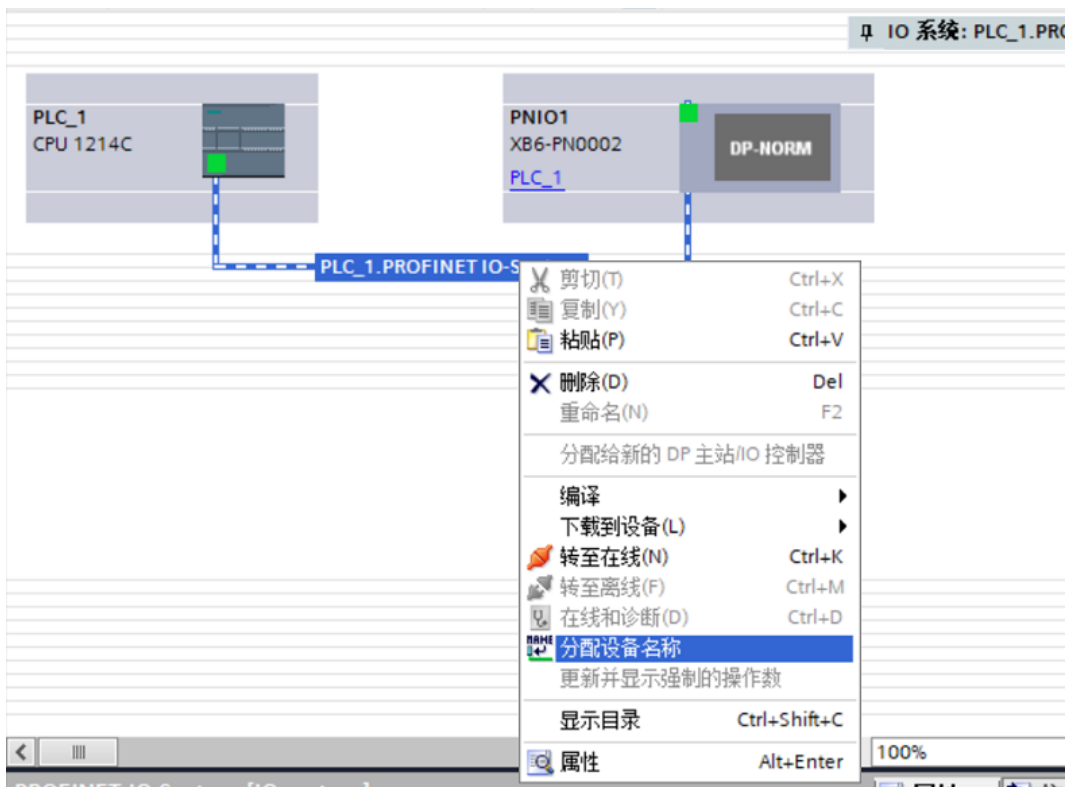 IO 系统: PLC_1.PRO
PLC_1
CPU 1214C
PNIO1
XB6-PN0002
DP-NORM
PLC_1
PLC_1.PROFINET IO-S
剪切(T) Ctrl+X
复制(Y) Ctrl+C
粘贴(P) Ctrl+V
删除(D) Del
重命名(N) F2
分配给新的 DP 主站/IO 控制器
编译
下载到设备(L)
转至在线(N) Ctrl+K
转至离线(F) Ctrl+M
在线和诊断(D) Ctrl+D
NAME
分配设备名称
更新并显示强制的操作数
显示目录 Ctrl+Shift+C
属性 Alt+Enter
100%